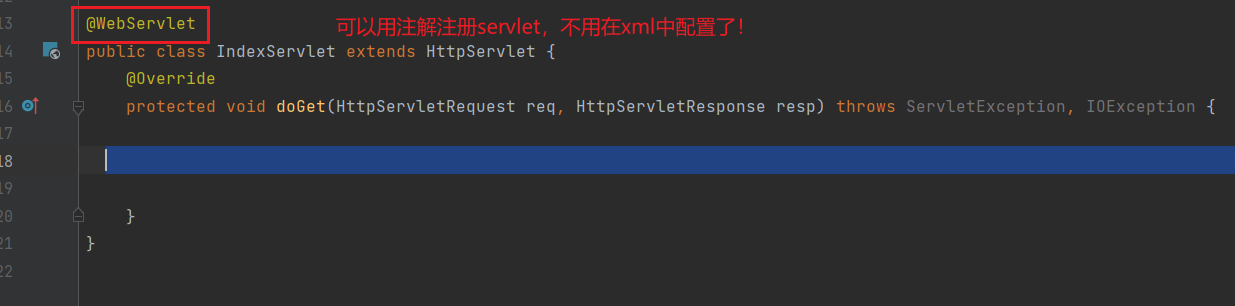 13 @WebServlet 可以用注解注册servlet，不用在xml中配置了！
14 public class IndexServlet extends HttpServlet {
15 @Override
16 protected void doGet(HttpServletRequest req, HttpServletResponse resp) throws ServletException, IOException {
17
18
19
20 }
21 }
22